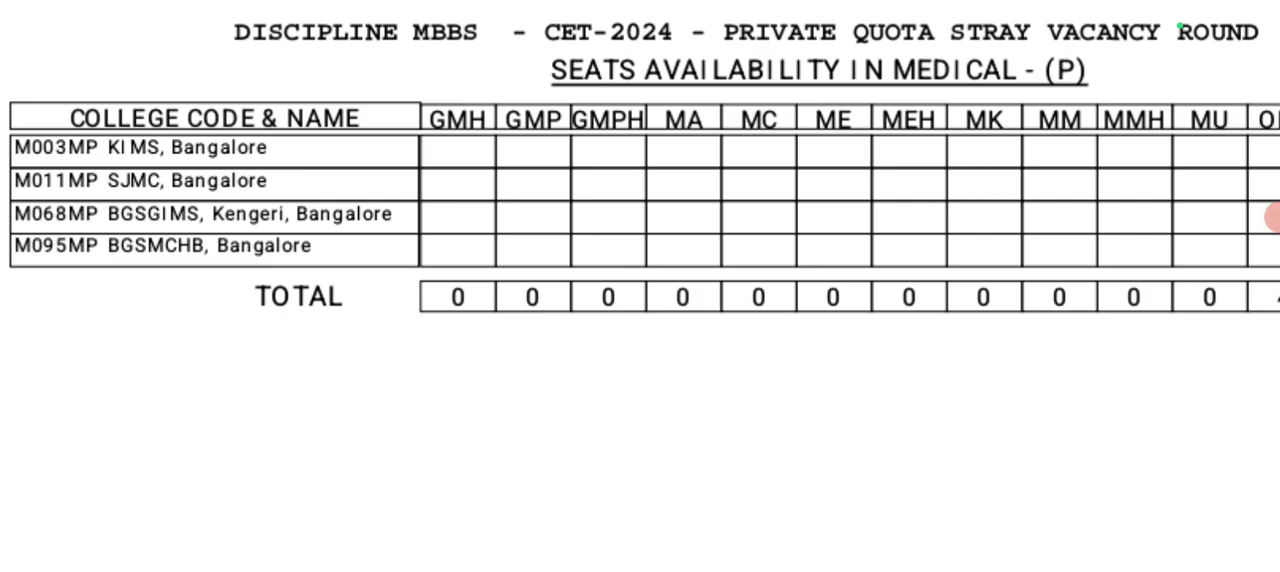 DISCIPLINE MBBS - CET-2024 - PRIVATE QUOTA STRAY VACANCY ROUND
SEATS AVAILABILITY IN MEDICAL - (P)
COLLEGE CODE & NAME GMH GMP GMPH MA MC ME MEH MK MM MMH MU
M003MP KIMS, Bangalore
M011MP SJMC, Bangalore
M068MP BGSGIMS, Kengeri, Bangalore
M095MP BGSMCHB, Bangalore
TOTAL 0 0 0 0 0 0 0 0 0 0 0